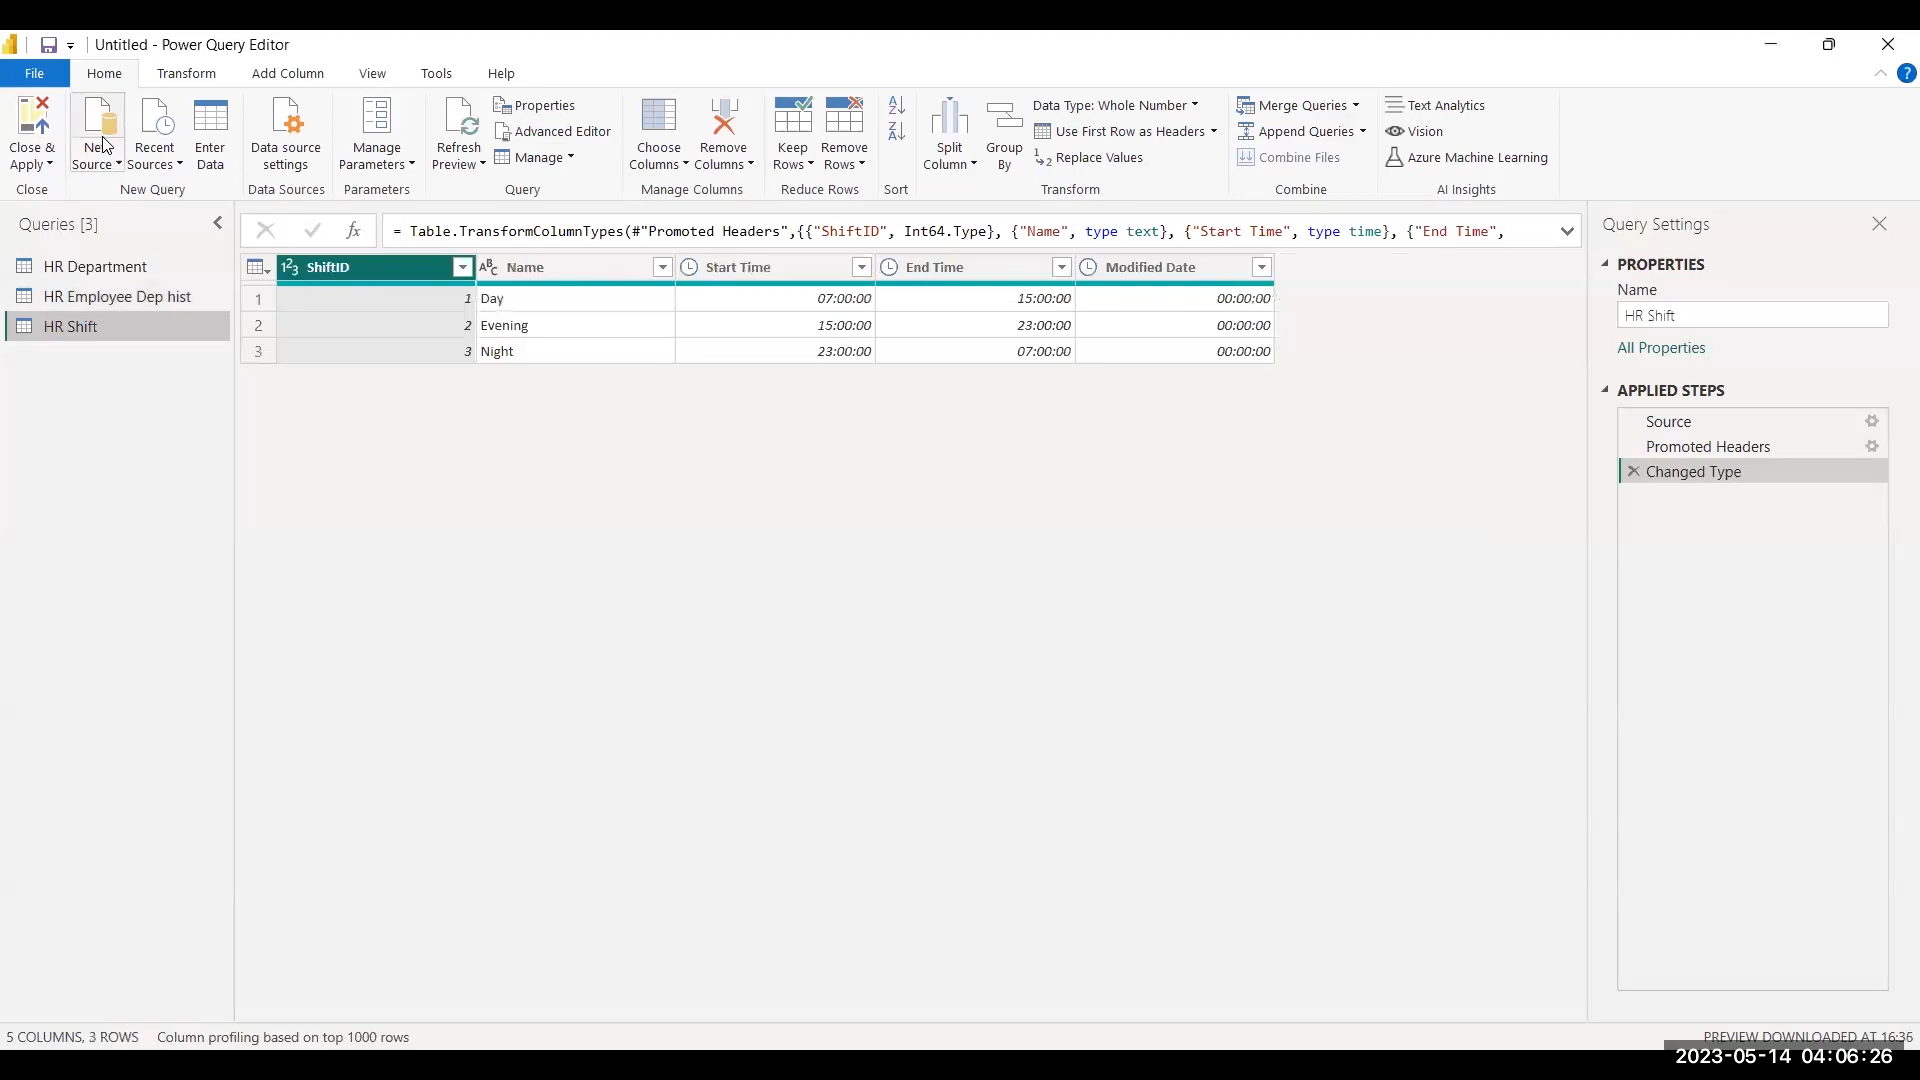 Untitled - Power Query Editor
File Home Transform Add Column View Tools Help
Close & Apply
New Source
Recent Sources
Enter Data
Data source settings
Manage Parameters
Refresh Preview
Properties
Advanced Editor
Manage
Choose Columns
Remove Columns
Keep Rows
Remove Rows
Split Column
Group By
Data Type: Whole Number
Use First Row as Headers
Replace Values
Merge Queries
Append Queries
Combine Files
Text Analytics
Vision
Azure Machine Learning
Close New Query Data Sources Parameters Query Manage Columns Reduce Rows Sort Transform Combine AI Insights
Queries [3]
HR Department
HR Employee Dep hist
HR Shift
fx = Table.TransformColumnTypes(#"Promoted Headers",{{"ShiftID", Int64.Type}, {"Name", type text}, {"Start Time", type time}, {"End Time",
ShiftID Name Start Time End Time Modified Date
1 1 Day 07:00:00 15:00:00 00:00:00
2 2 Evening 15:00:00 23:00:00 00:00:00
3 3 Night 23:00:00 07:00:00 00:00:00
Query Settings
PROPERTIES
Name
HR Shift
All Properties
APPLIED STEPS
Source
Promoted Headers
Changed Type
5 COLUMNS, 3 ROWS Column profiling based on top 1000 rows
PREVIEW DOWNLOADED AT 16:36
2023-05-14 04:06:26